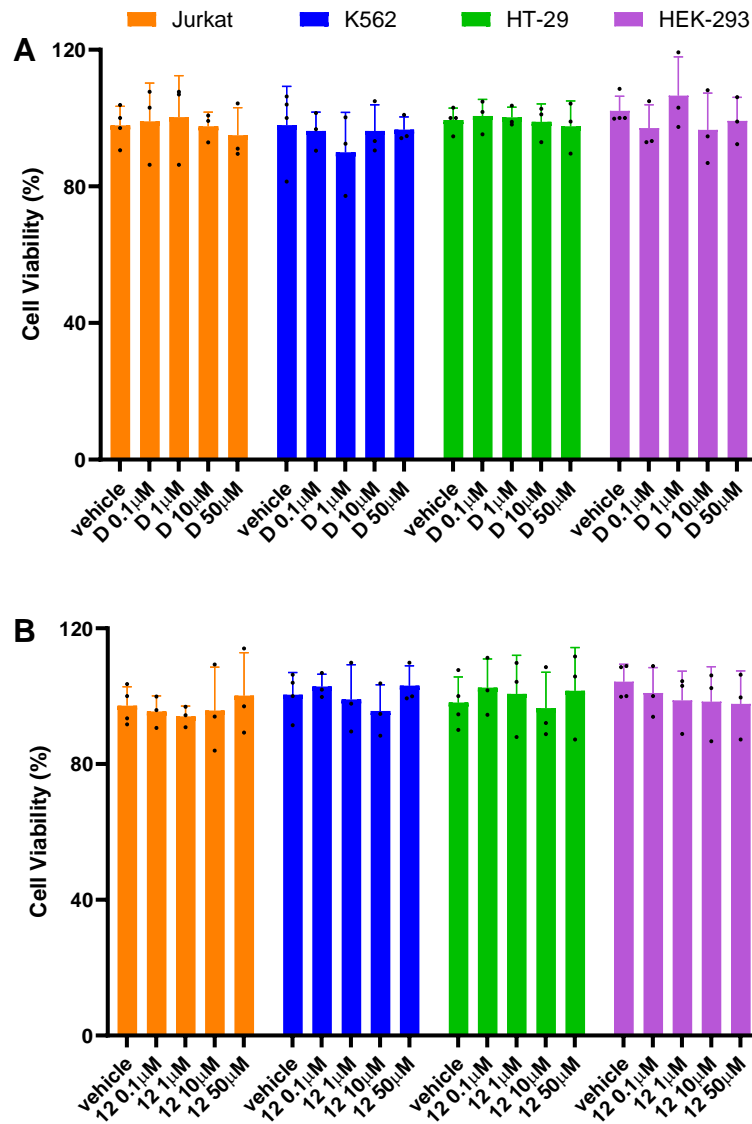 Jurkat K562 HT-29 HEK-293
A
120
80
40
0
Cell Viability (%)
vehicle
D 0.1μM
D 1μM
D 10μM
D 50μM
vehicle
D 0.1μM
D 1μM
D 10μM
D 50μM
vehicle
D 0.1μM
D 1μM
D 10μM
D 50μM
vehicle
D 0.1μM
D 1μM
D 10μM
D 50μM
B
120
80
40
0
Cell Viability (%)
vehicle
12 0.1μM
12 1μM
12 10μM
12 50μM
vehicle
12 0.1μM
12 1μM
12 10μM
12 50μM
vehicle
12 0.1μM
12 1μM
12 10μM
12 50μM
vehicle
12 0.1μM
12 1μM
12 10μM
12 50μM